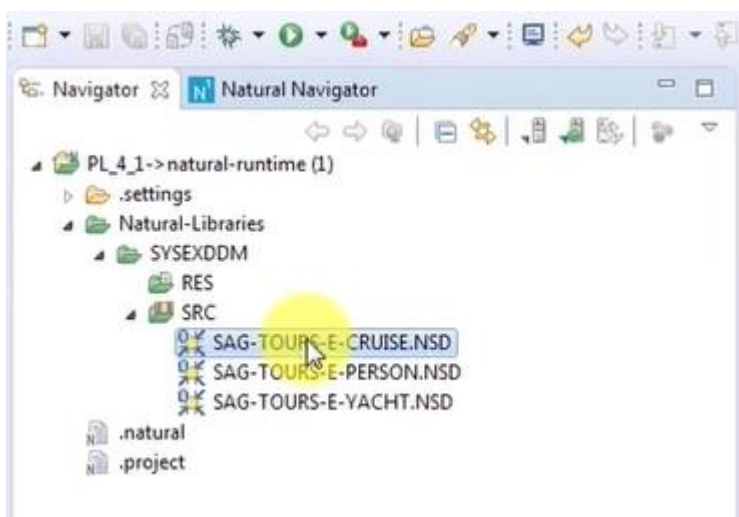 Navigator Natural Navigator
PL_4_1->natural-runtime (1)
.settings
Natural-Libraries
SYSEXDDM
RES
SRC
SAG-TOURS-E-CRUISE.NSD
SAG-TOURS-E-PERSON.NSD
SAG-TOURS-E-YACHT.NSD
.natural
.project